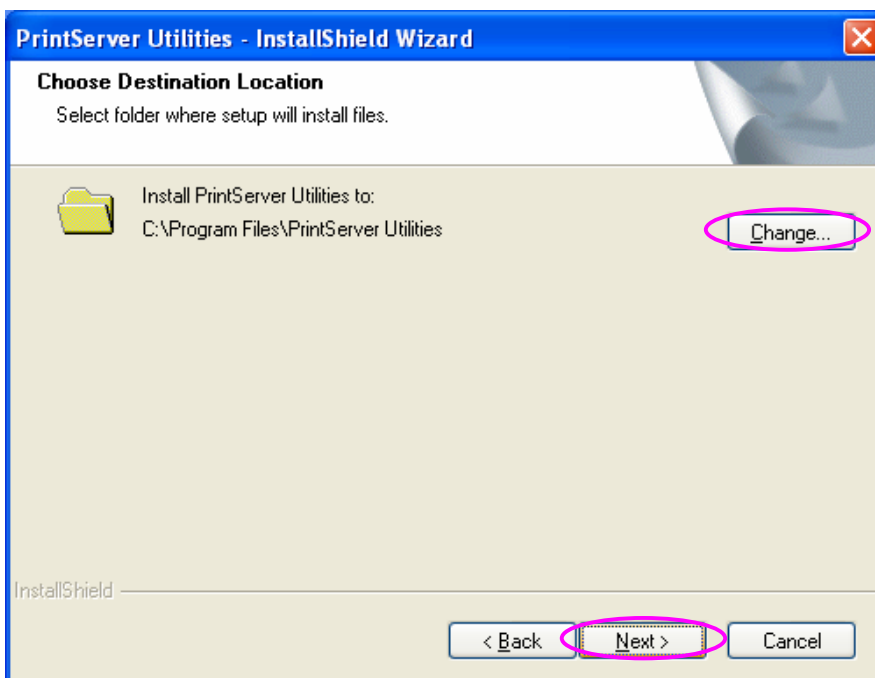 PrintServer Utilities - InstallShield Wizard
Choose Destination Location
Select folder where setup will install files.
Install PrintServer Utilities to:
C:\Program Files\PrintServer Utilities
Change...
InstallShield
< Back Next > Cancel